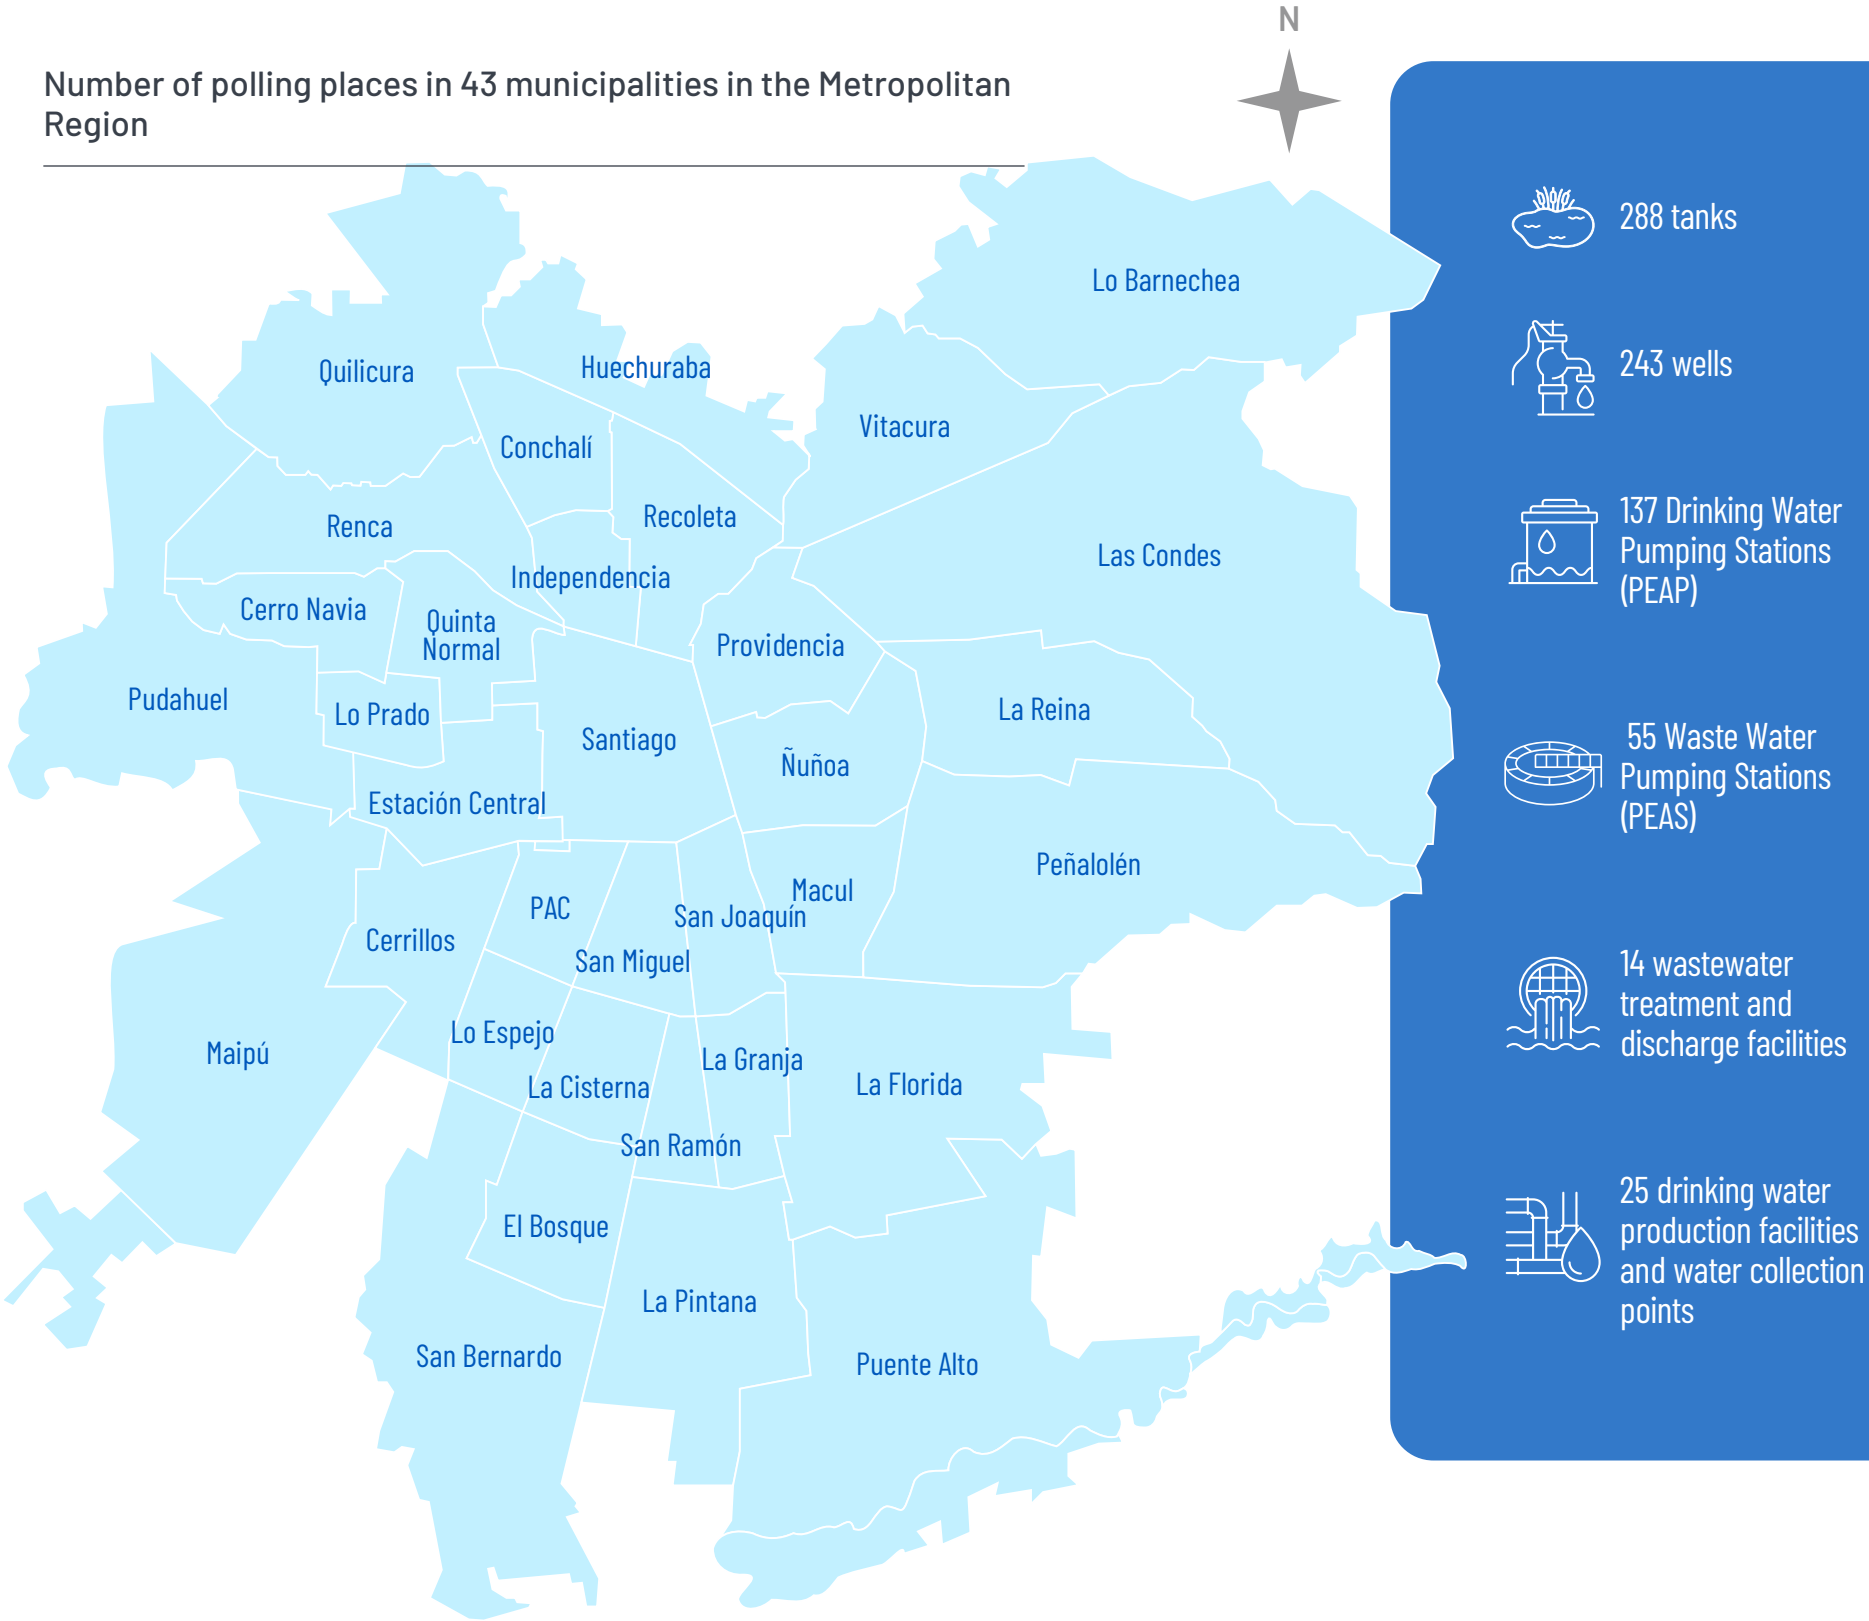 N
Number of polling places in 43 municipalities in the Metropolitan
Region
Lo Barnechea
Quilicura
Huechuraba
Vitacura
Conchalí
Recoleta
Renca
Las Condes
Independencia
Cerro Navia
Quinta
Normal
Providencia
Pudahuel
Lo Prado
La Reina
Santiago
Ñuñoa
Estación Central
Peñalolén
Macul
PAC
San Joaquín
Cerrillos
San Miguel
Lo Espejo
Maipú
La Granja
La Florida
La Cisterna
San Ramón
El Bosque
La Pintana
San Bernardo
Puente Alto
288 tanks
243 wells
137 Drinking Water
Pumping Stations
(PEAP)
55 Waste Water
Pumping Stations
(PEAS)
14 wastewater
treatment and
discharge facilities
25 drinking water
production facilities
and water collection
points